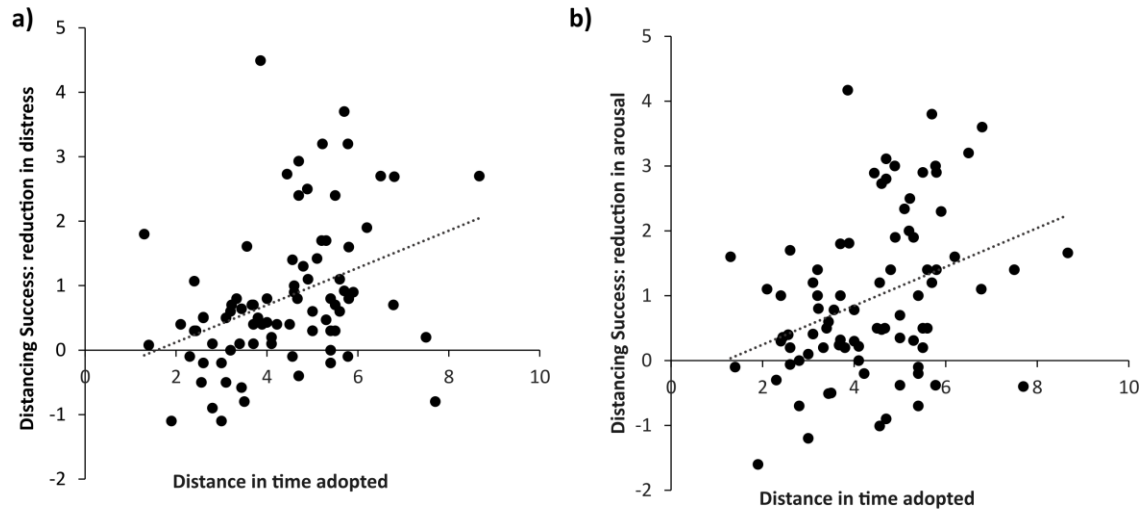 a)
Distancing Success: reduction in distress
5
4
3
2
1
0
-1
-2
0 2 4 6 8 10
Distance in time adopted
b)
Distancing Success: reduction in arousal
5
4
3
2
1
0
-1
-2
0 2 4 6 8 10
Distance in time adopted